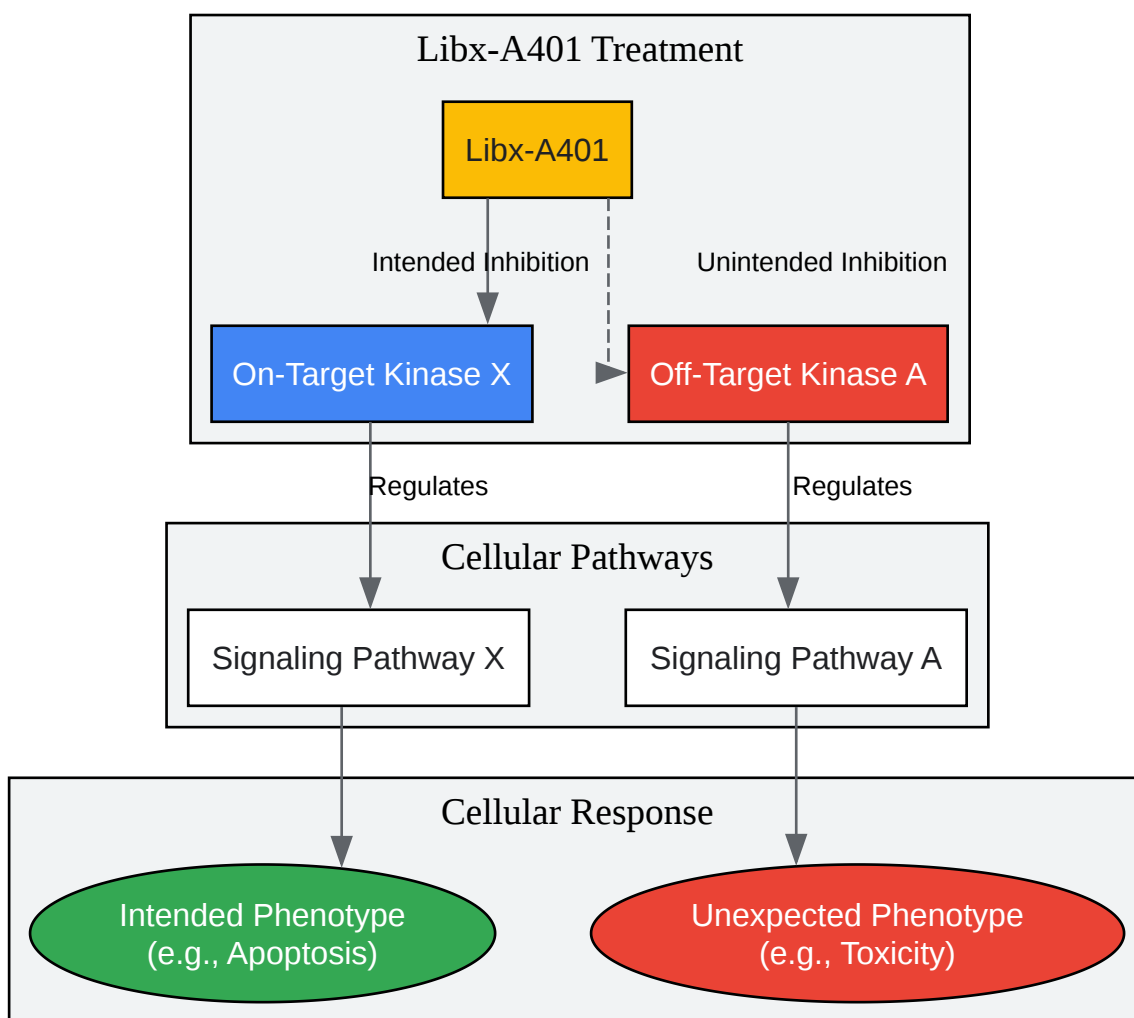 Libx-A401 Treatment
Libx-A401
Intended Inhibition
Unintended Inhibition
On-Target Kinase X
Off-Target Kinase A
Regulates
Regulates
Cellular Pathways
Signaling Pathway X
Signaling Pathway A
Cellular Response
Intended Phenotype
(e.g., Apoptosis)
Unexpected Phenotype
(e.g., Toxicity)